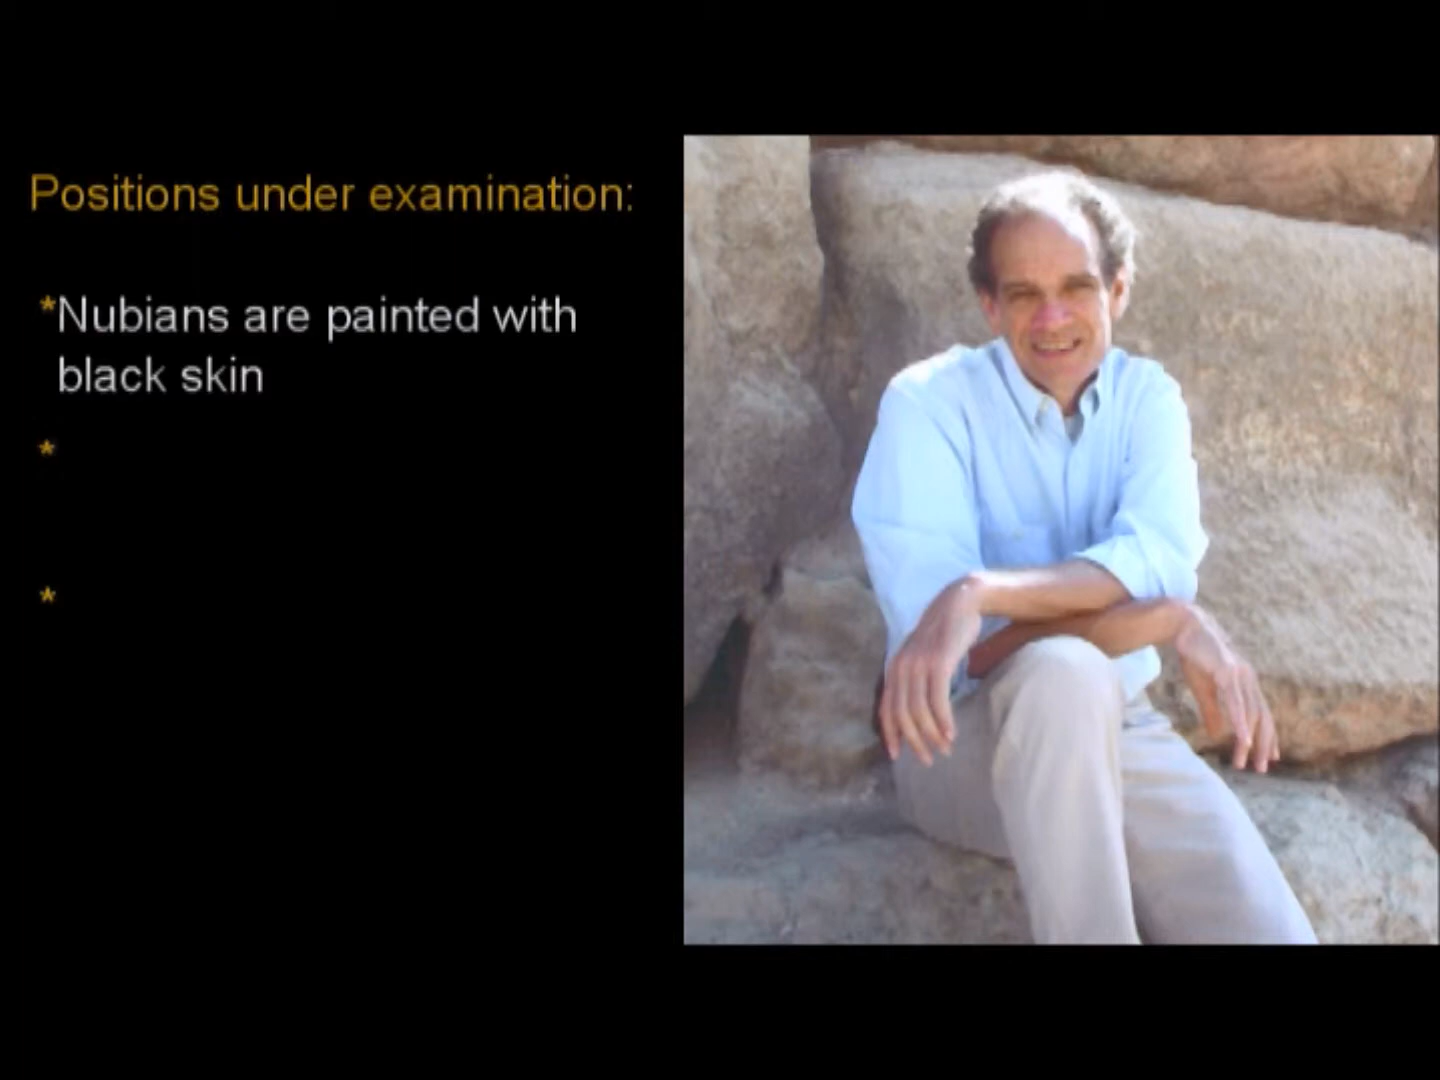 Positions under examination:
*Nubians are painted with
black skin
*
*